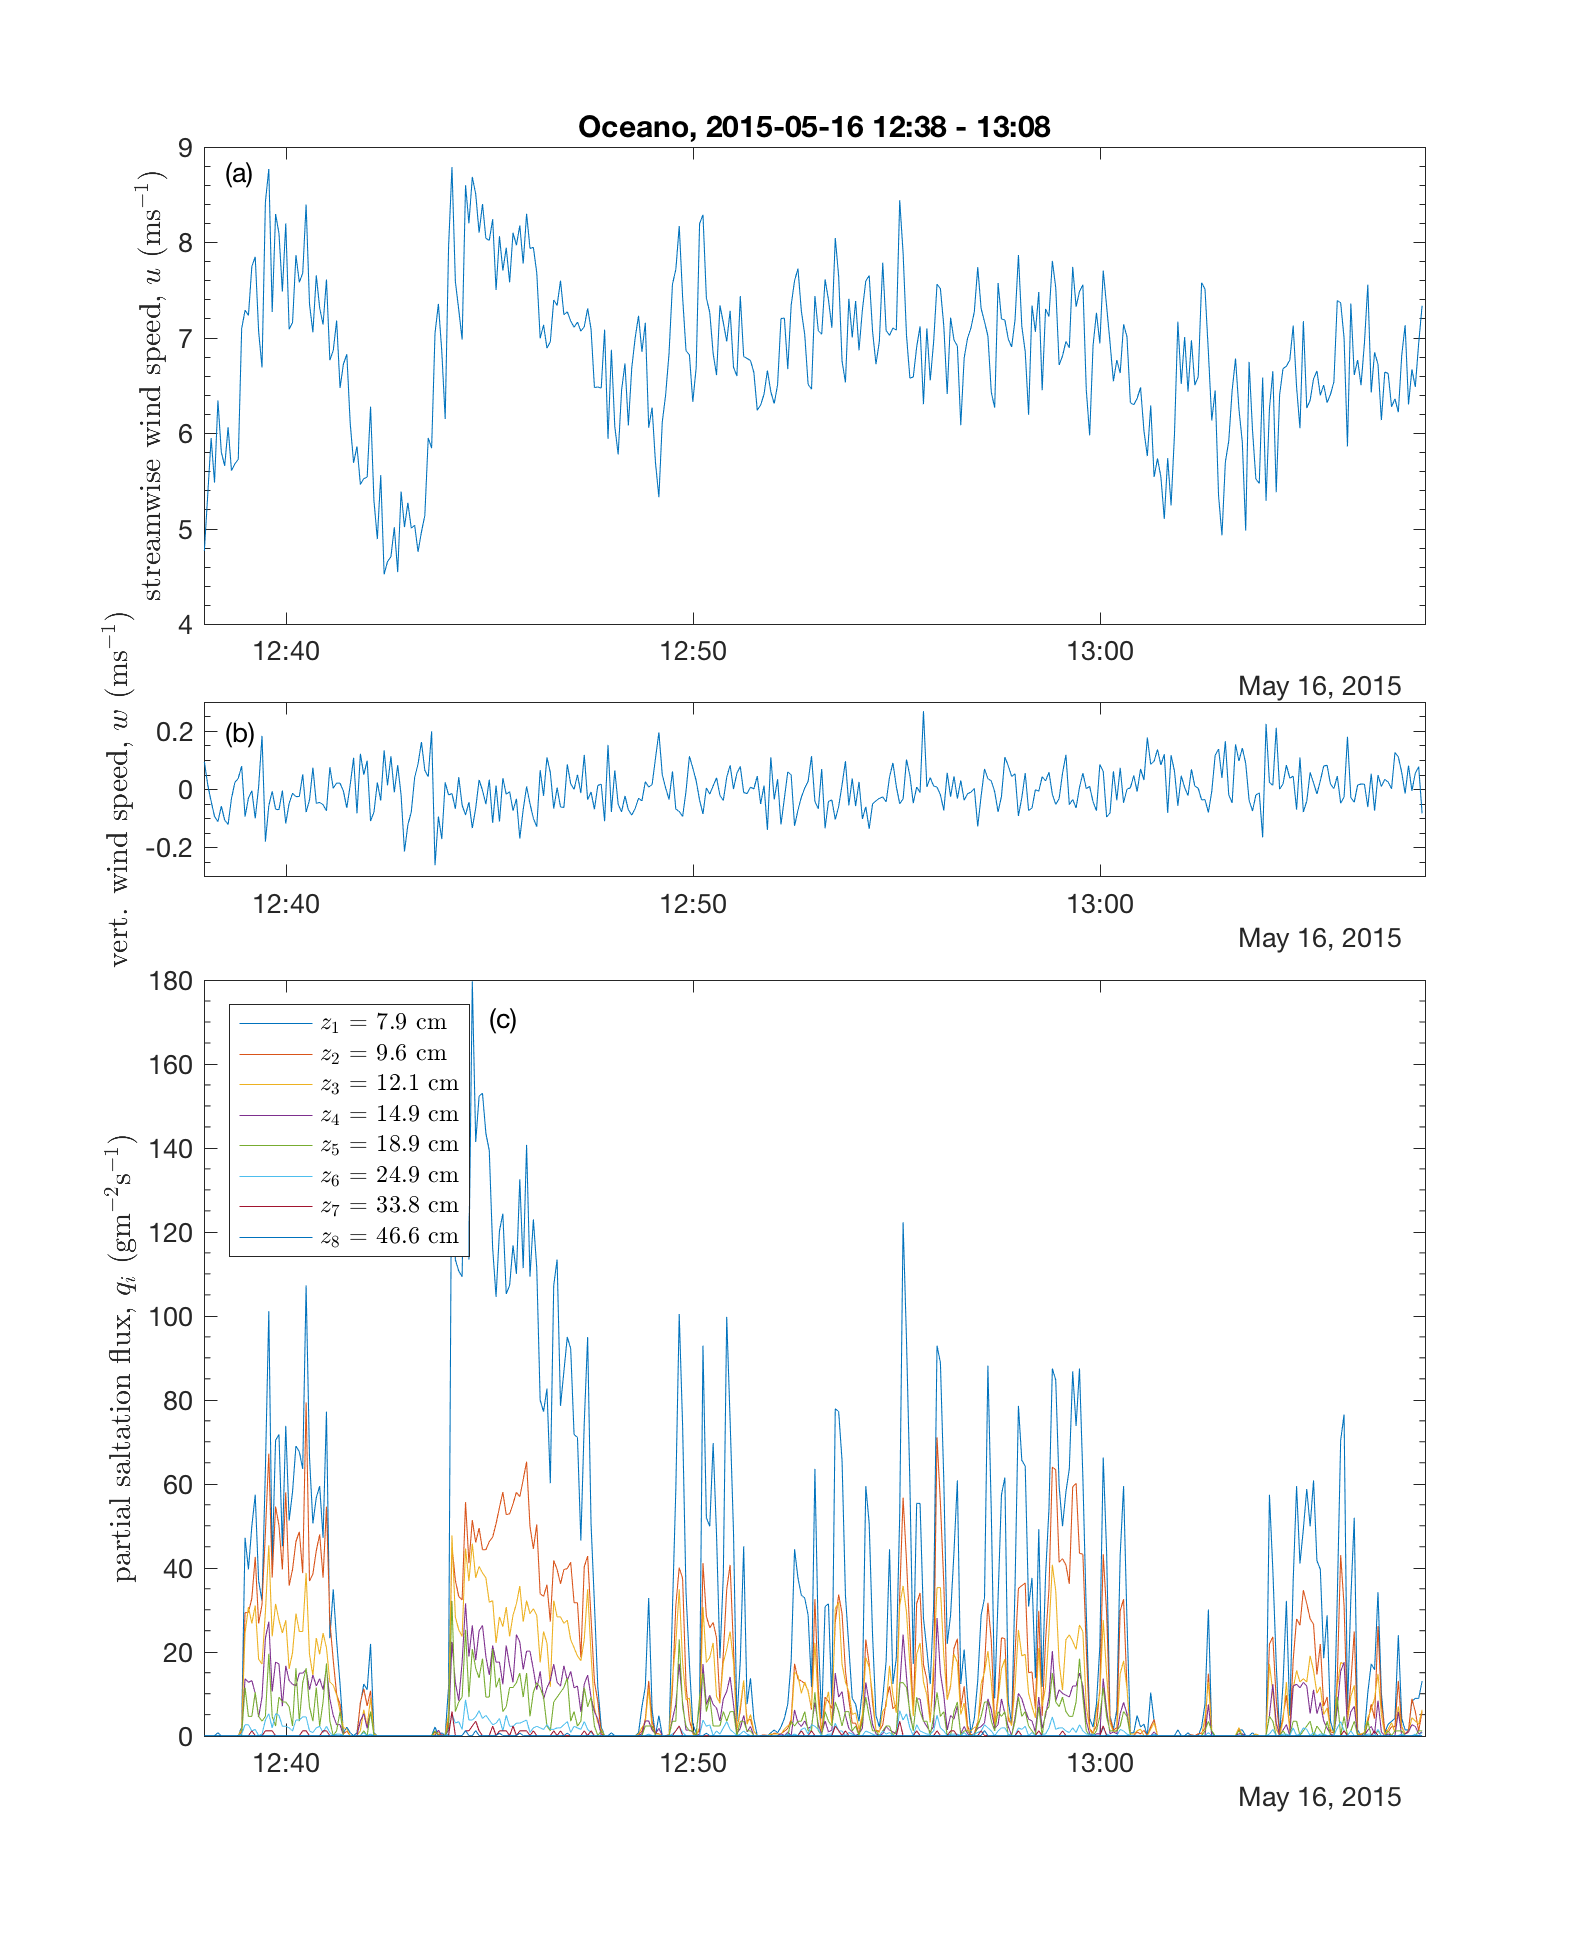 Oceano, 2015-05-16 12:38 - 13:08
(a)
streamwise wind speed, u (ms⁻¹)
9
8
7
6
5
4
12:40 12:50 13:00
May 16, 2015
(b)
vert. wind speed, w (ms⁻¹)
0.2
0
-0.2
12:40 12:50 13:00
May 16, 2015
(c)
partial saltation flux, qᵢ (gm⁻²s⁻¹)
180
160
140
120
100
80
60
40
20
0
z₁ = 7.9 cm
z₂ = 9.6 cm
z₃ = 12.1 cm
z₄ = 14.9 cm
z₅ = 18.9 cm
z₆ = 24.9 cm
z₇ = 33.8 cm
z₈ = 46.6 cm
12:40 12:50 13:00
May 16, 2015